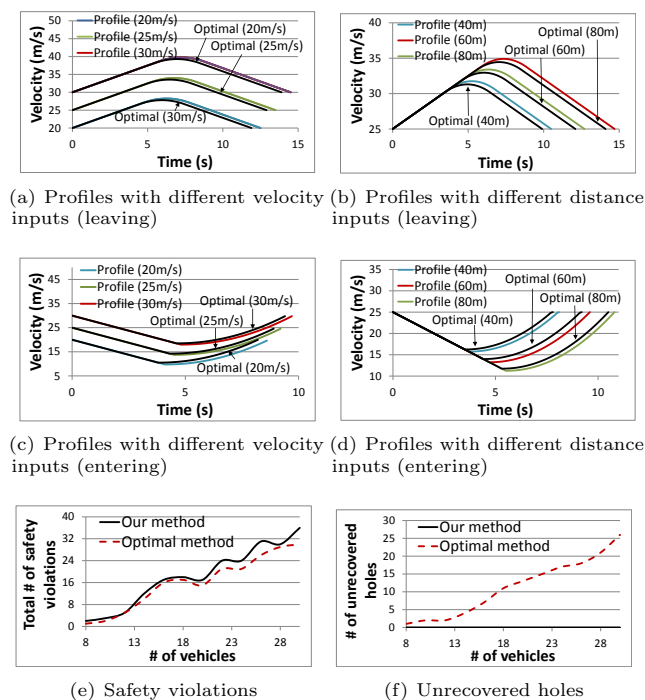 Profile (20m/s)
Profile (25m/s)
Profile (30m/s)
Optimal (20m/s)
Optimal (25m/s)
Optimal (30m/s)
Velocity (m/s)
50
45
40
35
30
25
20
0 5 10 15
Time (s)
Profile (40m)
Profile (60m)
Profile (80m)
Optimal (80m)
Optimal (60m)
Optimal (40m)
Velocity (m/s)
40
35
30
25
0 5 10 15
Time (s)
(a) Profiles with different velocity inputs (leaving)
(b) Profiles with different distance inputs (leaving)
Profile (20m/s)
Profile (25m/s)
Profile (30m/s)
Optimal (30m/s)
Optimal (25m/s)
Optimal (20m/s)
Velocity (m/s)
45
35
25
15
5
0 5 10
Time (s)
Profile (40m)
Profile (60m)
Profile (80m)
Optimal (60m)
Optimal (80m)
Optimal (40m)
Velocity (m/s)
35
30
25
20
15
10
0 5 10
Time (s)
(c) Profiles with different velocity inputs (entering)
(d) Profiles with different distance inputs (entering)
Our method
Optimal method
Total # of safety violations
40
32
24
16
8
0
8 13 18 23 28
# of vehicles
Our method
Optimal method
# of unrecovered holes
30
25
20
15
10
5
0
8 13 18 23 28
# of vehicles
(e) Safety violations
(f) Unrecovered holes